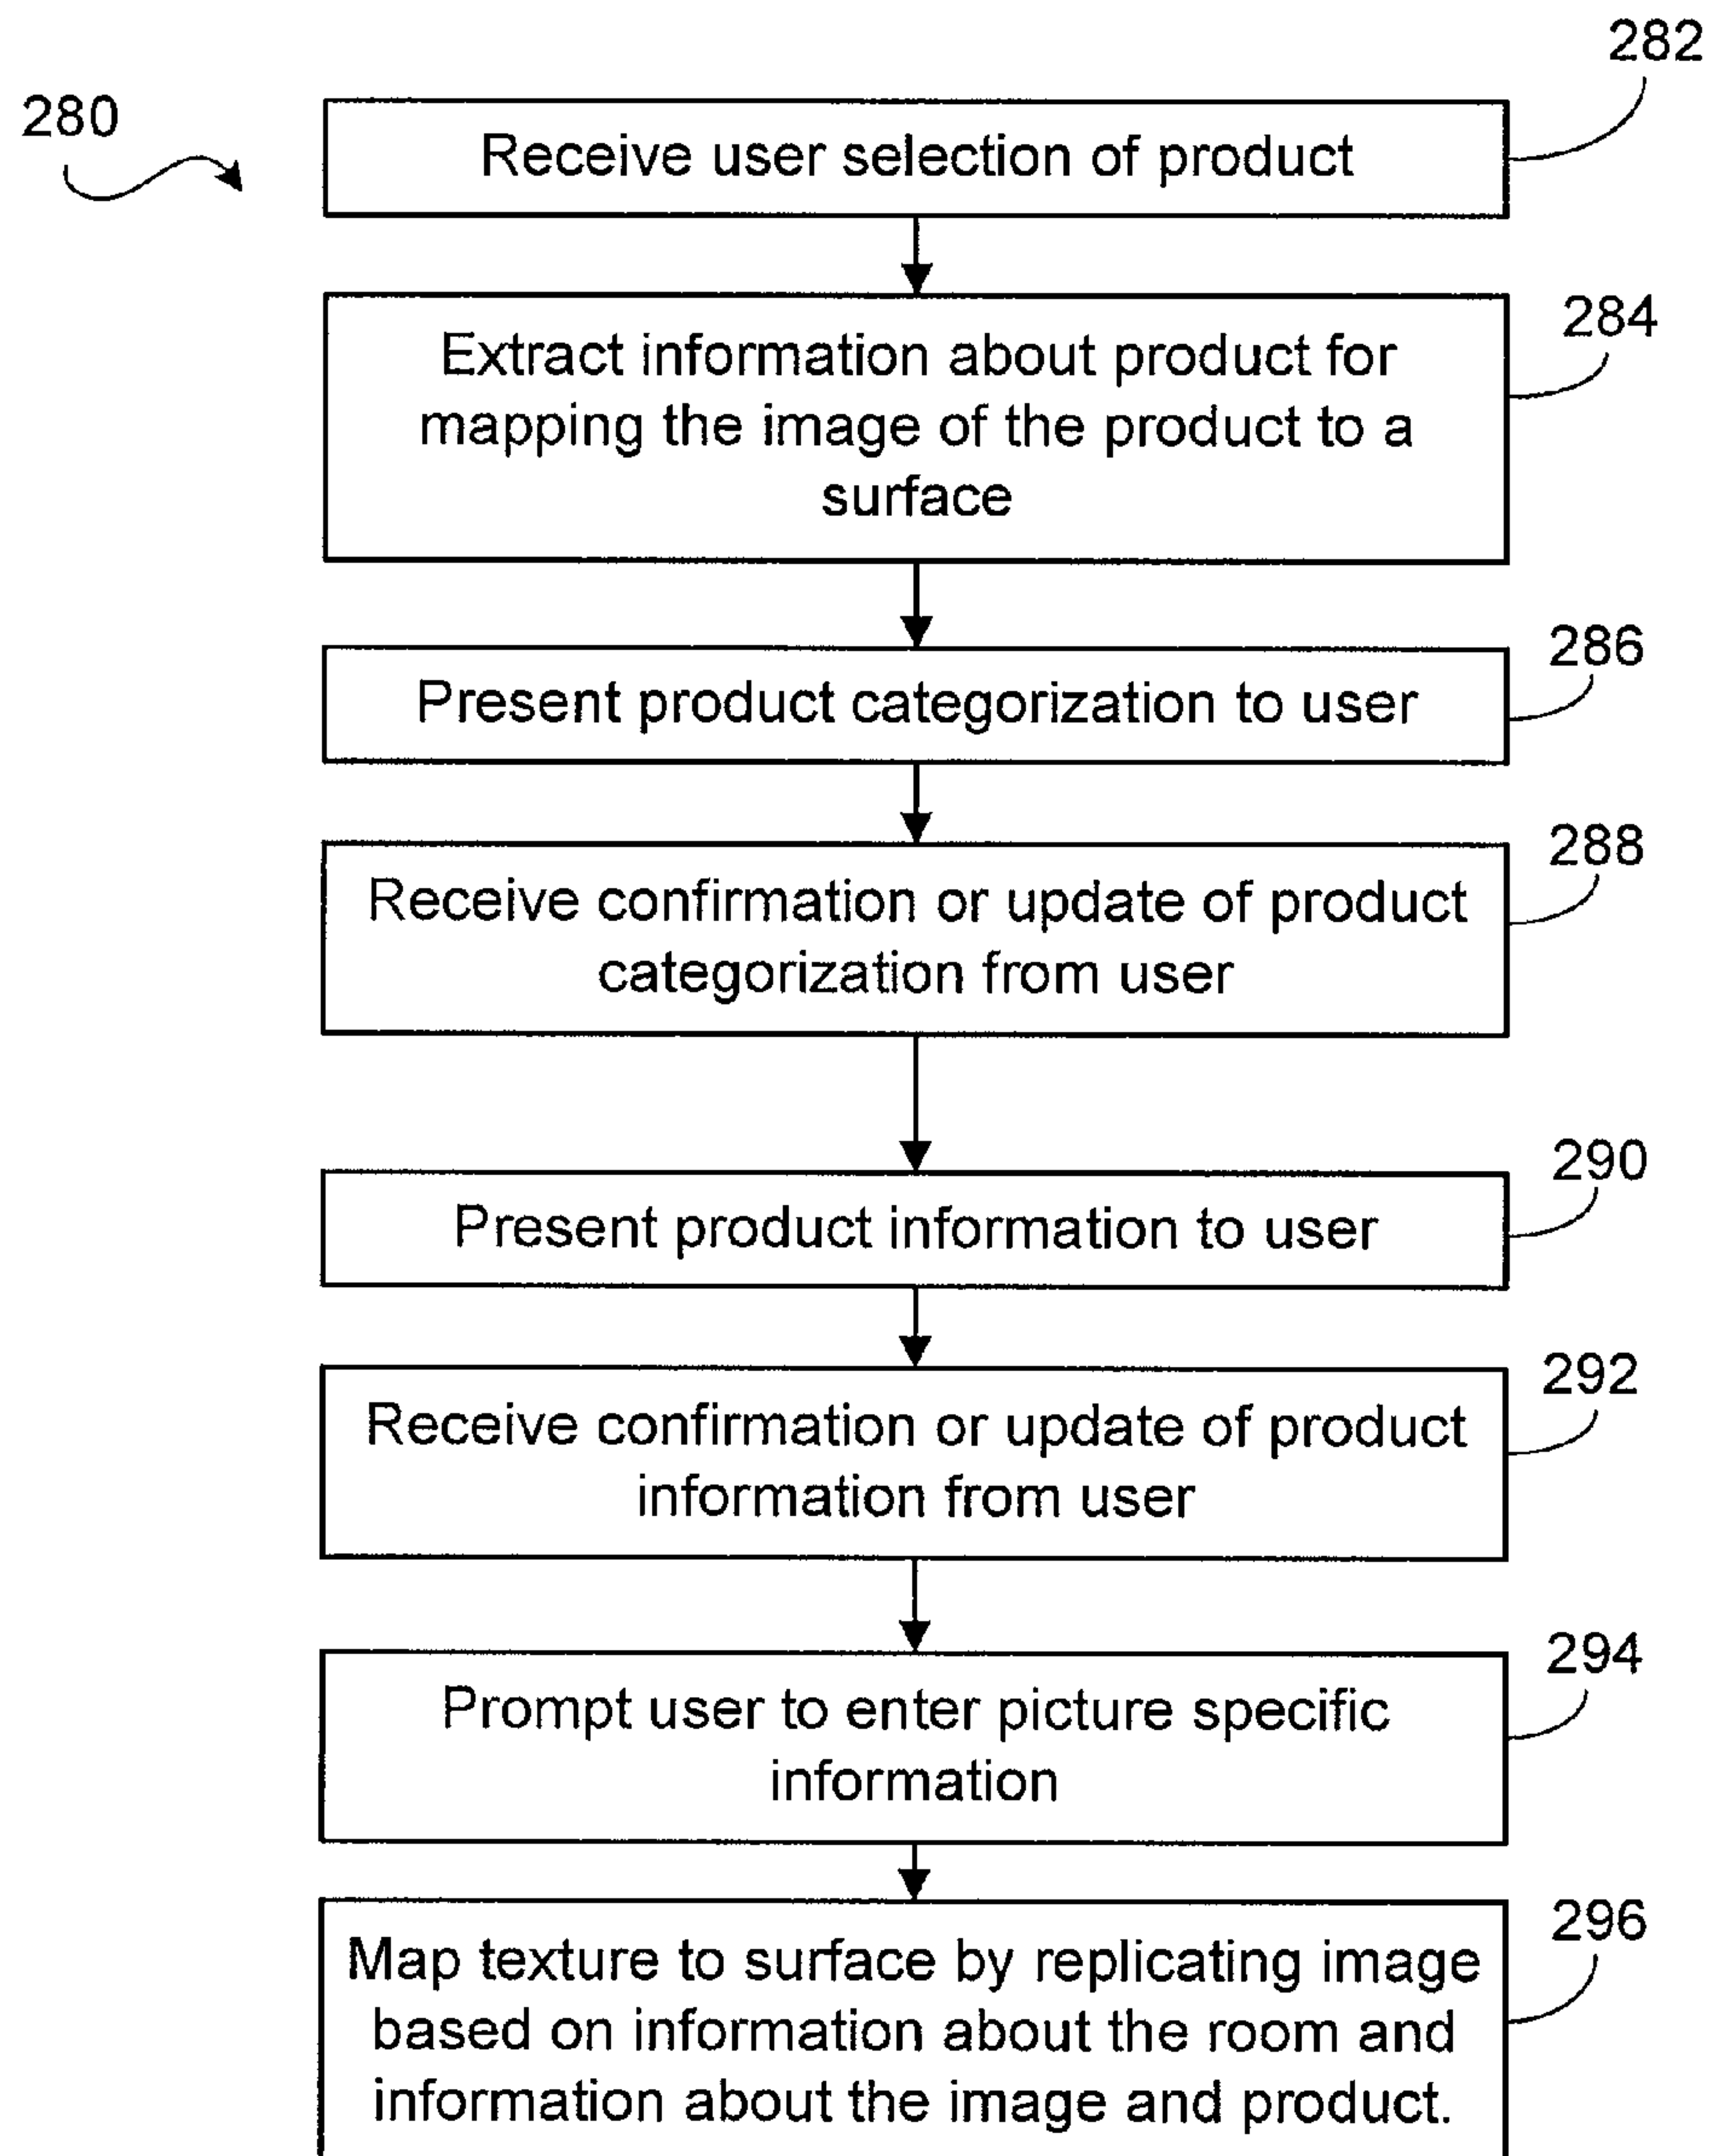 282
280
Receive user selection of product
284
Extract information about product for
mapping the image of the product to a
surface
286
Present product categorization to user
288
Receive confirmation or update of product
categorization from user
290
Present product information to user
292
Receive confirmation or update of product
information from user
294
Prompt user to enter picture specific
information
296
Map texture to surface by replicating image
based on information about the room and
information about the image and product.